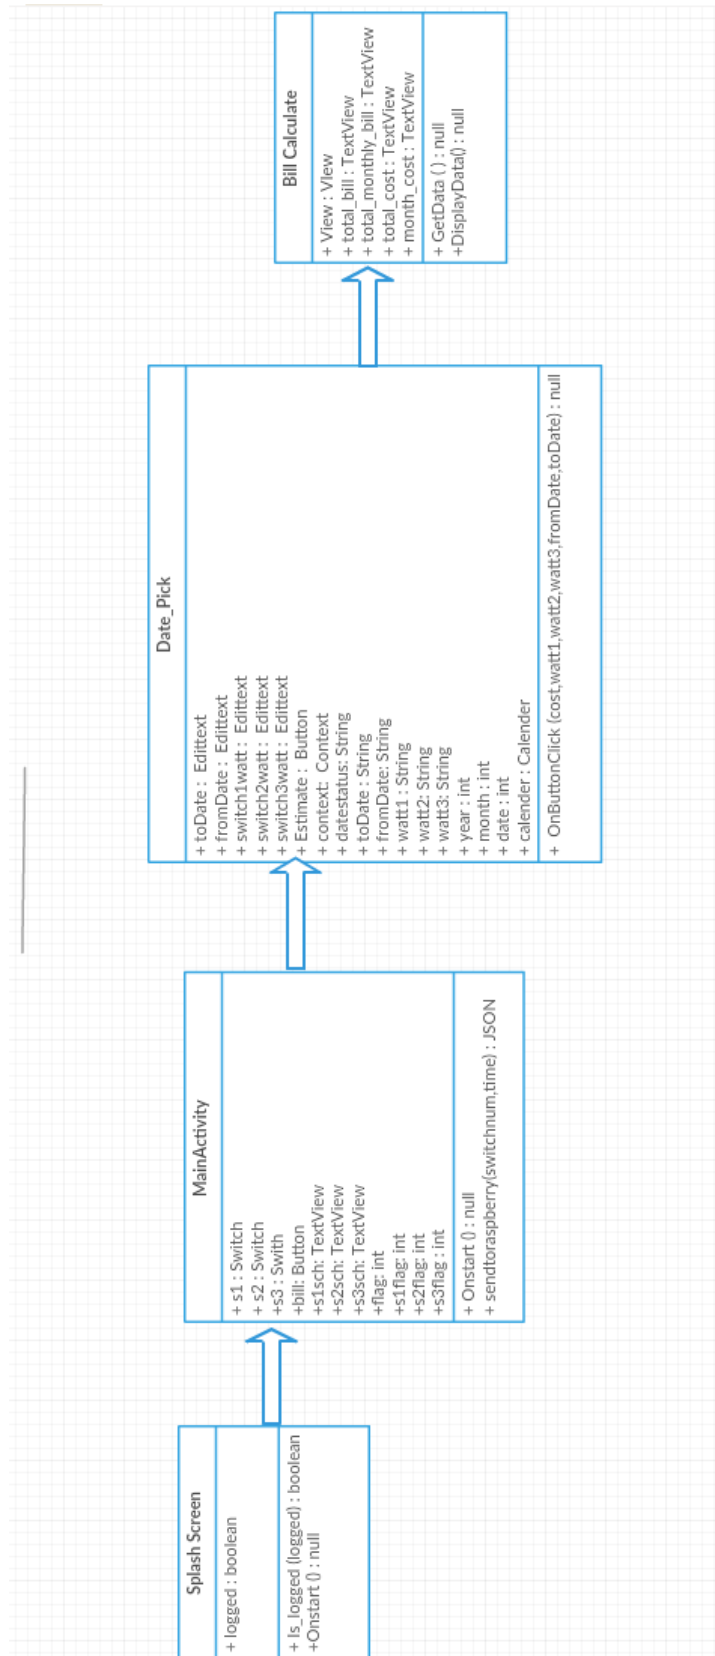 Splash Screen
+ logged : boolean
+ Is_logged (logged) : boolean
+Onstart () : null
MainActivity
+ s1 : Switch
+ s2 : Switch
+s3 : Swith
+bill: Button
+s1sch: TextView
+s2sch: TextView
+s3sch: TextView
+flag: int
+s1flag: int
+s2flag: int
+s3flag : int
+ Onstart () : null
+ sendtoraspberry(switchnum,time) : JSON
Date_Pick
+ toDate : Edittext
+ fromDate : Edittext
+ switch1watt : Edittext
+ switch2watt : Edittext
+ switch3watt : Edittext
+ Estimate : Button
+ context: Context
+ datestatus: String
+ toDate : String
+ fromDate: String
+ watt1 : String
+ watt2: String
+ watt3: String
+ year : int
+ month : int
+ date : int
+ calender : Calender
+ OnButtonClick (cost,watt1,watt2,watt3,fromDate,toDate) : null
Bill Calculate
+ View : VIew
+ total_bill : TextView
+ total_monthly_bill : TextView
+ total_cost : TextView
+ month_cost : TextView
+ GetData ( ) : null
+DisplayData() : null